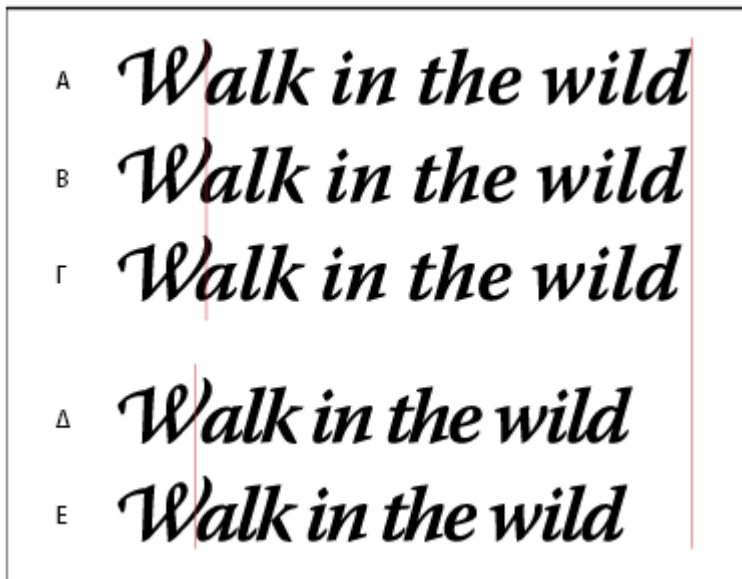 Α Walk in the wild
Β Walk in the wild
Γ Walk in the wild
Δ Walk in the wild
Ε Walk in the wild